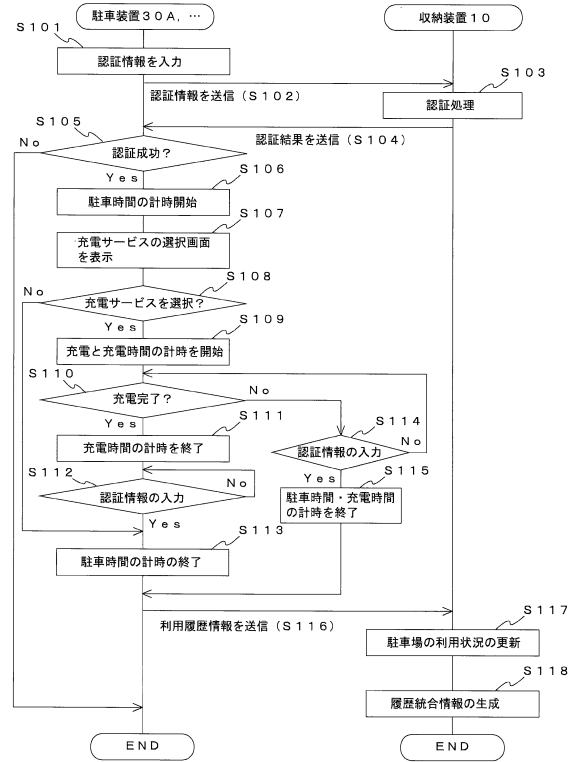 駐車装置３０Ａ，…
収納装置１０
Ｓ１０１
認証情報を入力
認証情報を送信（Ｓ１０２）
Ｓ１０３
認証処理
認証結果を送信（Ｓ１０４）
Ｓ１０５
認証成功？
Ｎｏ
Ｙｅｓ
Ｓ１０６
駐車時間の計時開始
Ｓ１０７
充電サービスの選択画面
を表示
Ｓ１０８
充電サービスを選択？
Ｎｏ
Ｙｅｓ
Ｓ１０９
充電と充電時間の計時を開始
Ｓ１１０
充電完了？
Ｎｏ
Ｙｅｓ
Ｓ１１１
充電時間の計時を終了
Ｓ１１４
認証情報の入力
Ｎｏ
Ｙｅｓ
Ｓ１１２
認証情報の入力
Ｎｏ
Ｙｅｓ
Ｓ１１５
駐車時間・充電時間
の計時を終了
Ｓ１１３
駐車時間の計時の終了
利用履歴情報を送信（Ｓ１１６）
Ｓ１１７
駐車場の利用状況の更新
Ｓ１１８
履歴統合情報の生成
ＥＮＤ
ＥＮＤ